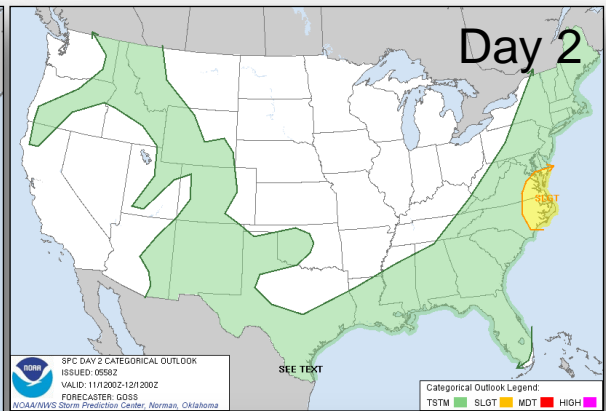 Day 2
SLGT
SEE TEXT
NOAA
SPC DAY 2 CATEGORICAL OUTLOOK
ISSUED: 0558Z
VALID: 11/1200Z-12/1200Z
FORECASTER: GOSS
NOAA/NWS Storm Prediction Center, Norman, Oklahoma
Categorical Outlook Legend:
TSTM SLGT MDT HIGH